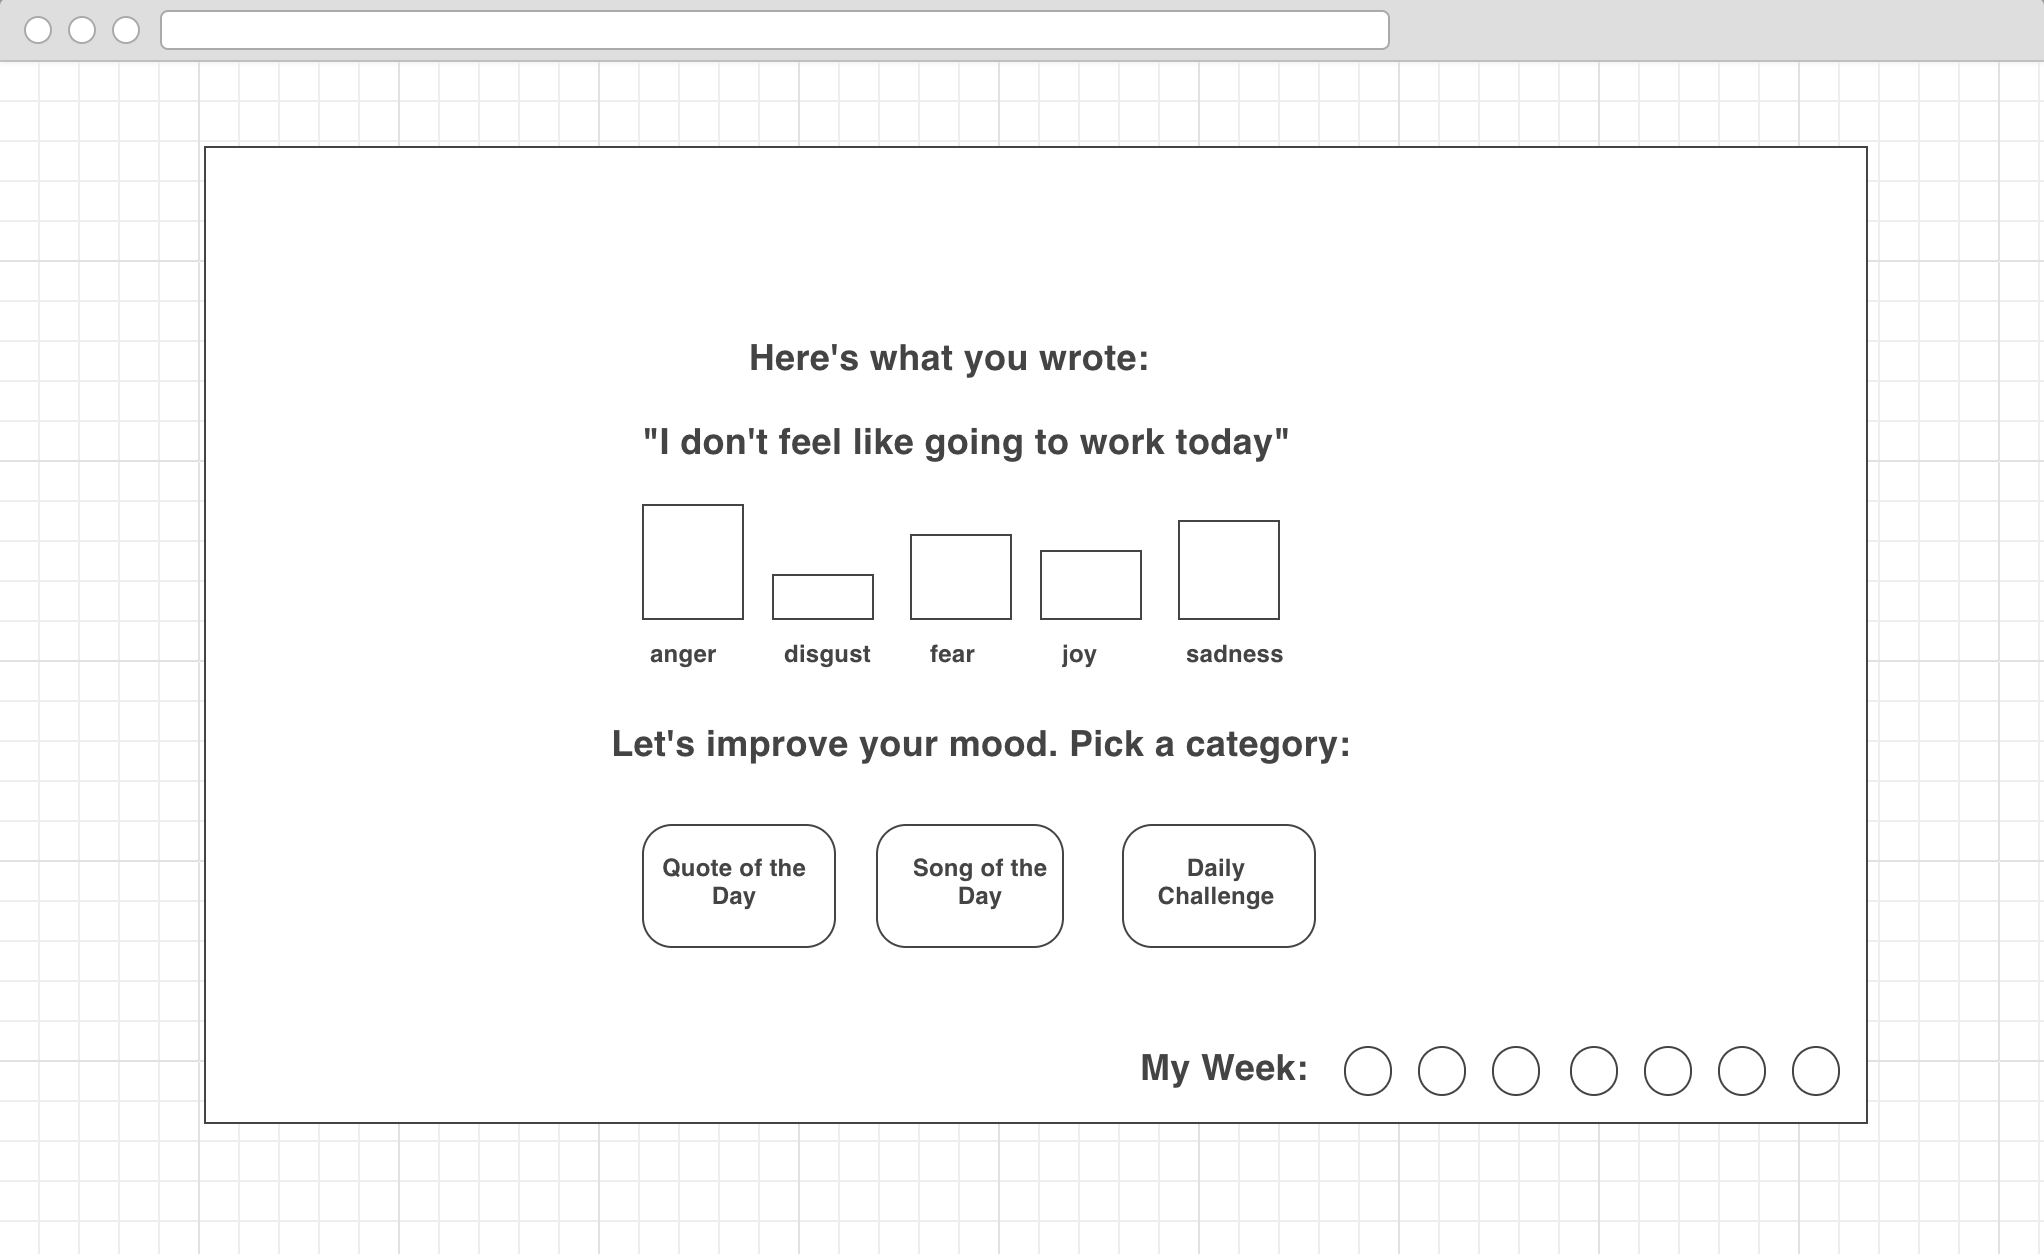 Here's what you wrote:
"I don't feel like going to work today"
anger disgust fear joy sadness
Let's improve your mood. Pick a category:
Quote of the
Day
Song of the
Day
Daily
Challenge
My Week: